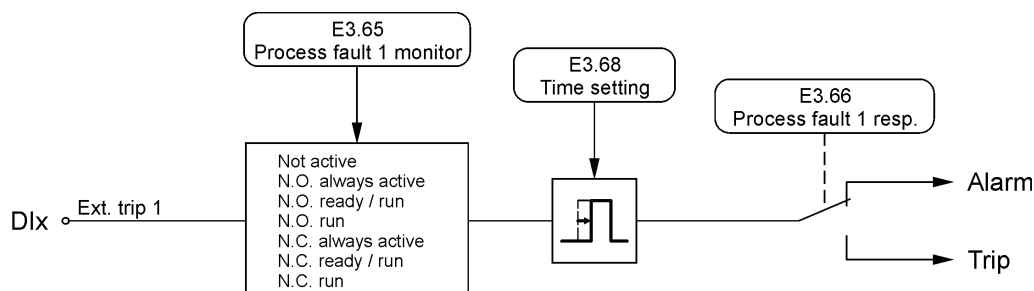 E3.65
Process fault 1 monitor
E3.68
Time setting
E3.66
Process fault 1 resp.
DIx
Ext. trip 1
Not active
N.O. always active
N.O. ready / run
N.O. run
N.C. always active
N.C. ready / run
N.C. run
Alarm
Trip